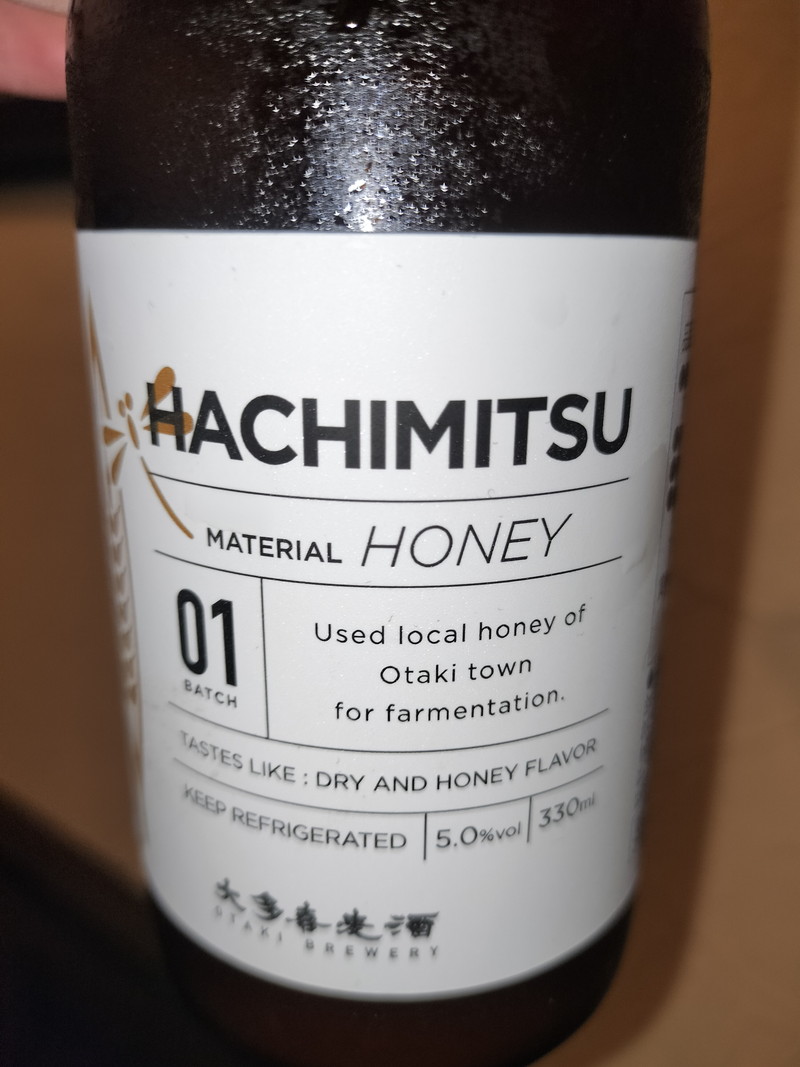 HACHIMITSU
MATERIAL HONEY
01
BATCH
Used local honey of
Otaki town
for farmentation.
TASTES LIKE : DRY AND HONEY FLAVOR
KEEP REFRIGERATED 5.0%vol 330ml
大多喜麦酒
OTAKI BREWERY